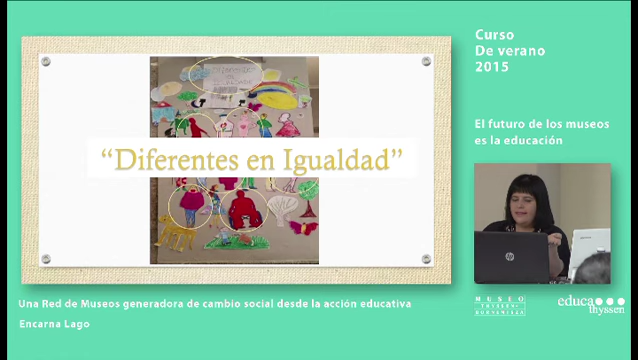 Curso
De verano
2015
El futuro de los museos
es la educación
“Diferentes en Igualdad”
hp
Una Red de Museos generadora de cambio social desde la acción educativa
Encarna Lago
MUSEO
THYSSEN-
BORNEMISZA
educa
thyssen